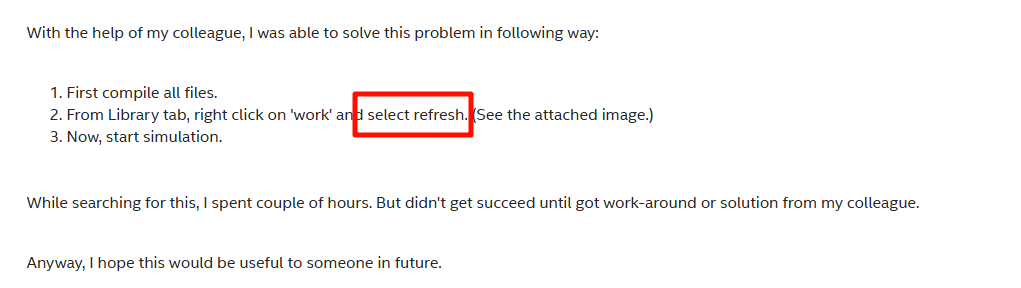 With the help of my colleague, I was able to solve this problem in following way:
1. First compile all files.
2. From Library tab, right click on 'work' and select refresh. (See the attached image.)
3. Now, start simulation.
While searching for this, I spent couple of hours. But didn't get succeed until got work-around or solution from my colleague.
Anyway, I hope this would be useful to someone in future.